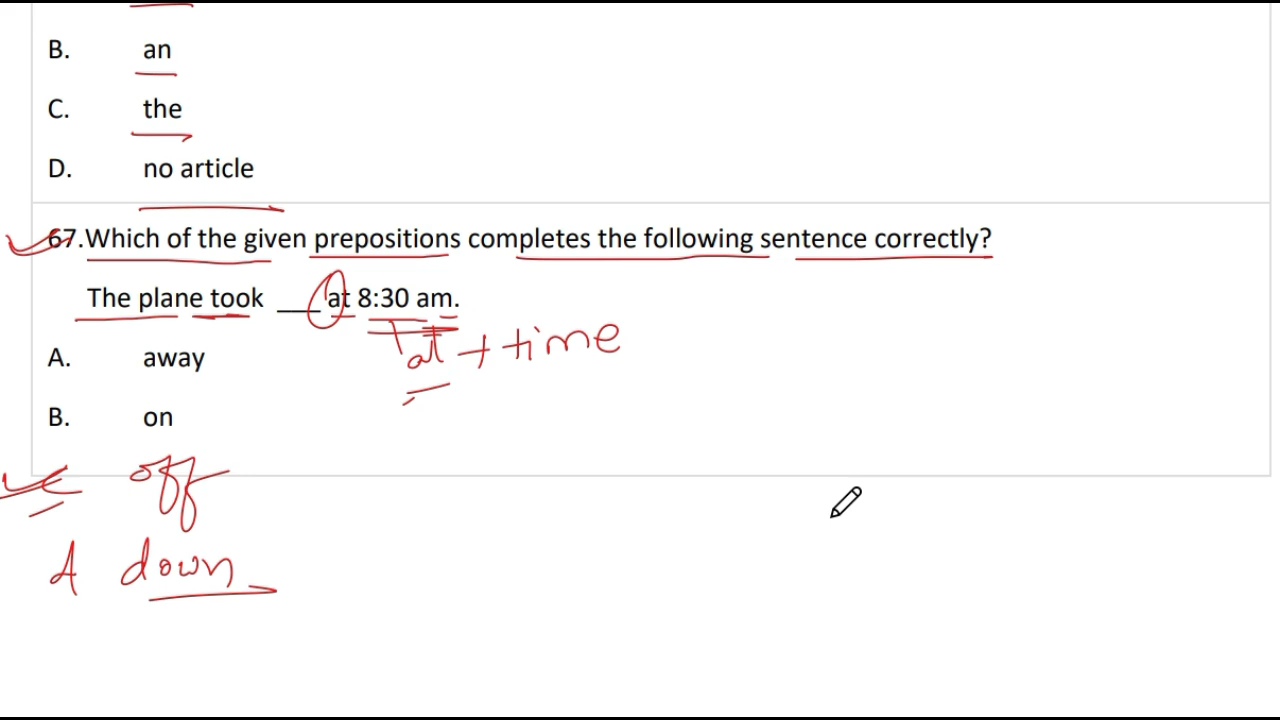 B. an
C. the
D. no article
67.Which of the given prepositions completes the following sentence correctly?
The plane took ___ at 8:30 am.
at + time
A. away
B. on
C off
d down